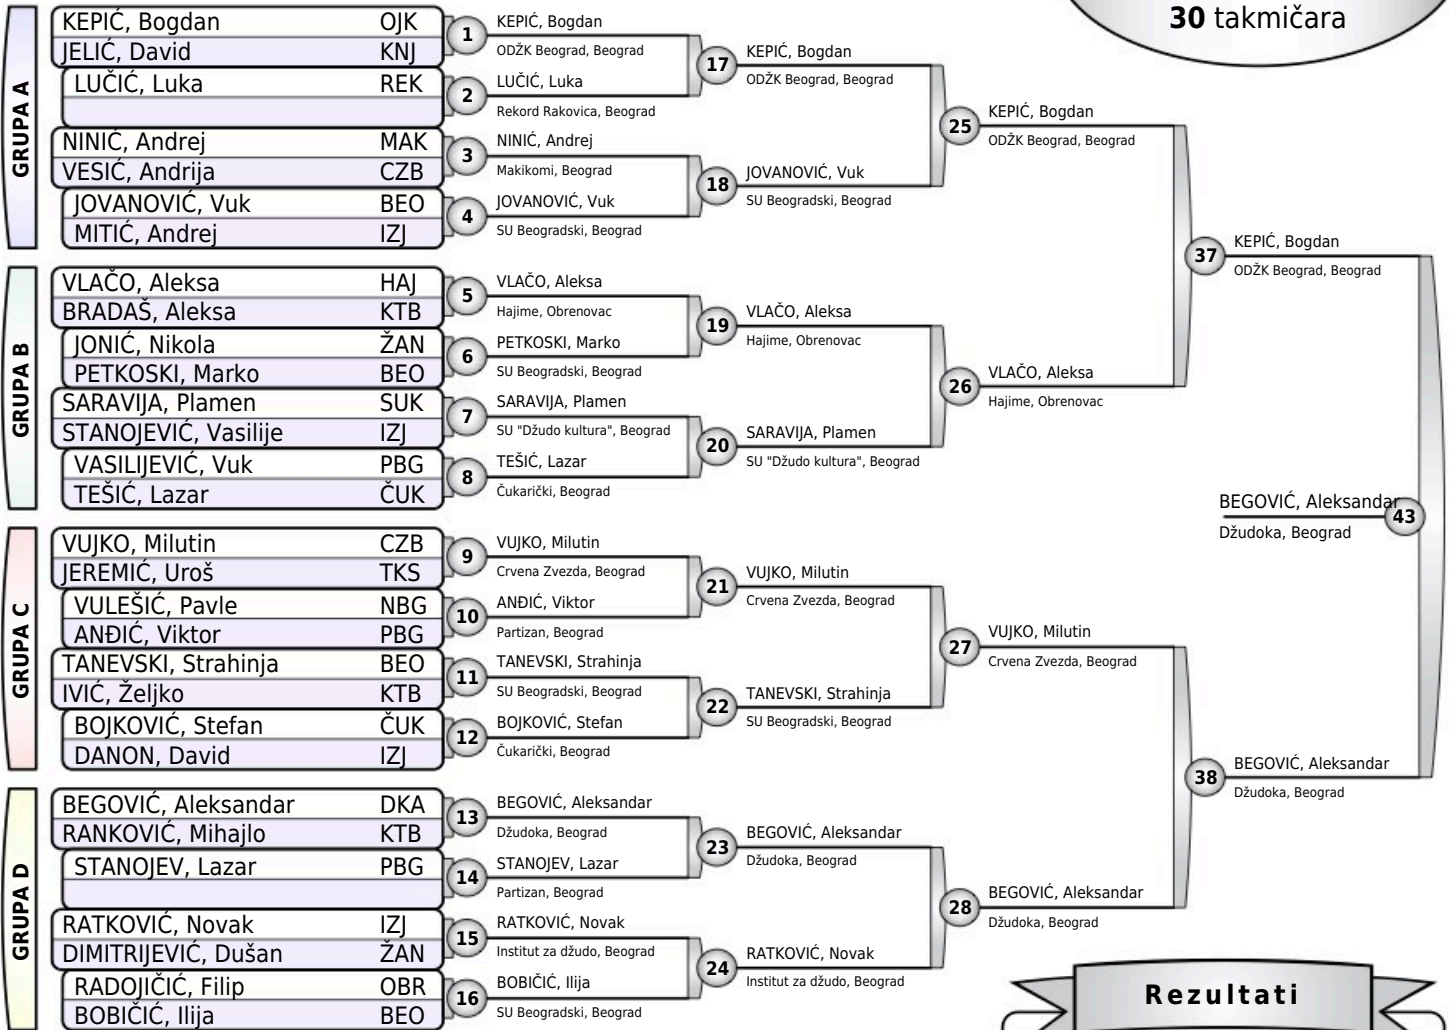 30 takmičara
GRUPA A
KEPIĆ, Bogdan OJK
JELIĆ, David KNJ
LUČIĆ, Luka REK
NINIĆ, Andrej MAK
VESIĆ, Andrija CZB
JOVANOVIĆ, Vuk BEO
MITIĆ, Andrej IZJ
GRUPA B
VLAČO, Aleksa HAJ
BRADAŠ, Aleksa KTB
JONIĆ, Nikola ŽAN
PETKOSKI, Marko BEO
SARAVIJA, Plamen SUK
STANOJEVIĆ, Vasilije IZJ
VASILIJEVIĆ, Vuk PBG
TEŠIĆ, Lazar ČUK
GRUPA C
VUJKO, Milutin CZB
JEREMIĆ, Uroš TKS
VULEŠIĆ, Pavle NBG
ANĐIĆ, Viktor PBG
TANEVSKI, Strahinja BEO
IVIĆ, Željko KTB
BOJKOVIĆ, Stefan ČUK
DANON, David IZJ
GRUPA D
BEGOVIĆ, Aleksandar DKA
RANKOVIĆ, Mihajlo KTB
STANOJEV, Lazar PBG
RATKOVIĆ, Novak IZJ
DIMITRIJEVIĆ, Dušan ŽAN
RADOJIČIĆ, Filip OBR
BOBIČIĆ, Ilija BEO
1 KEPIĆ, Bogdan
ODŽK Beograd, Beograd
2 LUČIĆ, Luka
Rekord Rakovica, Beograd
3 NINIĆ, Andrej
Makikomi, Beograd
4 JOVANOVIĆ, Vuk
SU Beogradski, Beograd
5 VLAČO, Aleksa
Hajime, Obrenovac
6 PETKOSKI, Marko
SU Beogradski, Beograd
7 SARAVIJA, Plamen
SU "Džudo kultura", Beograd
8 TEŠIĆ, Lazar
Čukarički, Beograd
9 VUJKO, Milutin
Crvena Zvezda, Beograd
10 ANĐIĆ, Viktor
Partizan, Beograd
11 TANEVSKI, Strahinja
SU Beogradski, Beograd
12 BOJKOVIĆ, Stefan
Čukarički, Beograd
13 BEGOVIĆ, Aleksandar
Džudoka, Beograd
14 STANOJEV, Lazar
Partizan, Beograd
15 RATKOVIĆ, Novak
Institut za džudo, Beograd
16 BOBIČIĆ, Ilija
SU Beogradski, Beograd
17 KEPIĆ, Bogdan
ODŽK Beograd, Beograd
18 JOVANOVIĆ, Vuk
SU Beogradski, Beograd
19 VLAČO, Aleksa
Hajime, Obrenovac
20 SARAVIJA, Plamen
SU "Džudo kultura", Beograd
21 VUJKO, Milutin
Crvena Zvezda, Beograd
22 TANEVSKI, Strahinja
SU Beogradski, Beograd
23 BEGOVIĆ, Aleksandar
Džudoka, Beograd
24 RATKOVIĆ, Novak
Institut za džudo, Beograd
25 KEPIĆ, Bogdan
ODŽK Beograd, Beograd
26 VLAČO, Aleksa
Hajime, Obrenovac
27 VUJKO, Milutin
Crvena Zvezda, Beograd
28 BEGOVIĆ, Aleksandar
Džudoka, Beograd
37 KEPIĆ, Bogdan
ODŽK Beograd, Beograd
38 BEGOVIĆ, Aleksandar
Džudoka, Beograd
BEGOVIĆ, Aleksandar 43
Džudoka, Beograd
Rezultati